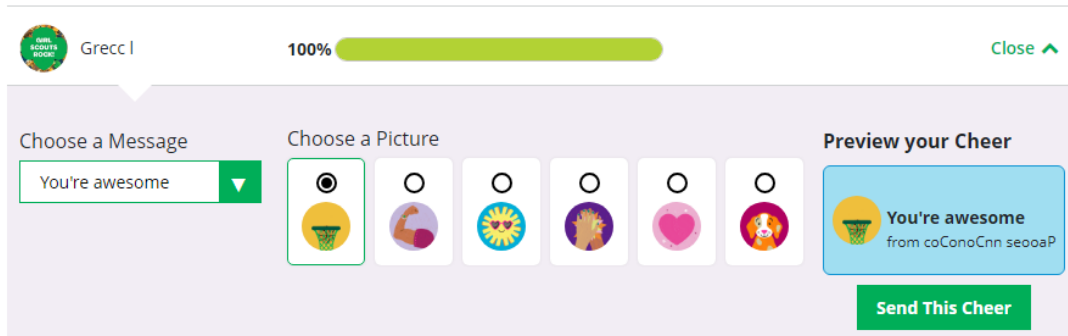 GIRL
SCOUTS
ROCK!
Grecc l
100%
Close
Choose a Message
You're awesome
Choose a Picture
Preview your Cheer
You're awesome
from coConoCnn seooaP
Send This Cheer